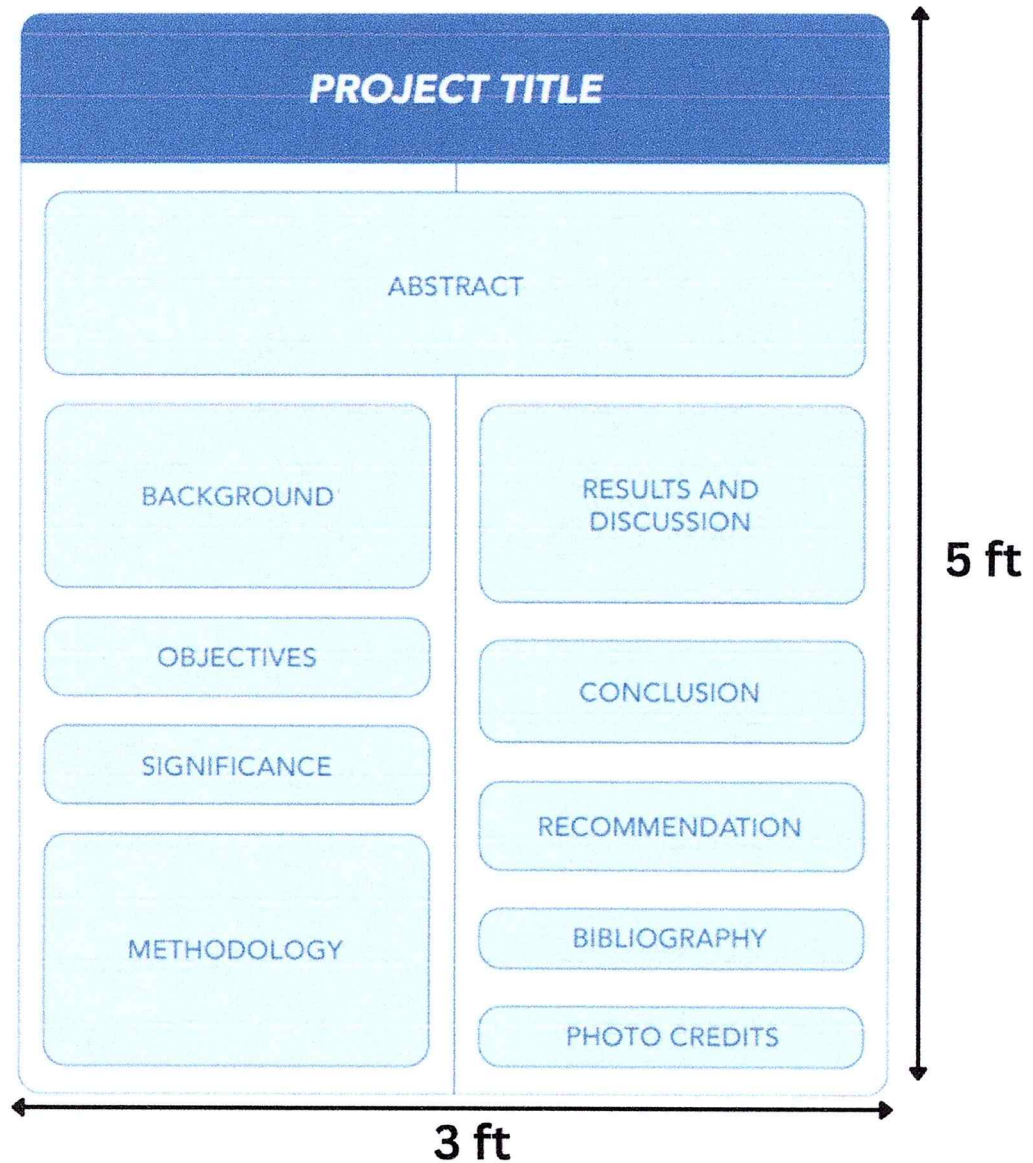 PROJECT TITLE
ABSTRACT
BACKGROUND
OBJECTIVES
SIGNIFICANCE
METHODOLOGY
RESULTS AND
DISCUSSION
CONCLUSION
RECOMMENDATION
BIBLIOGRAPHY
PHOTO CREDITS
5 ft
3 ft